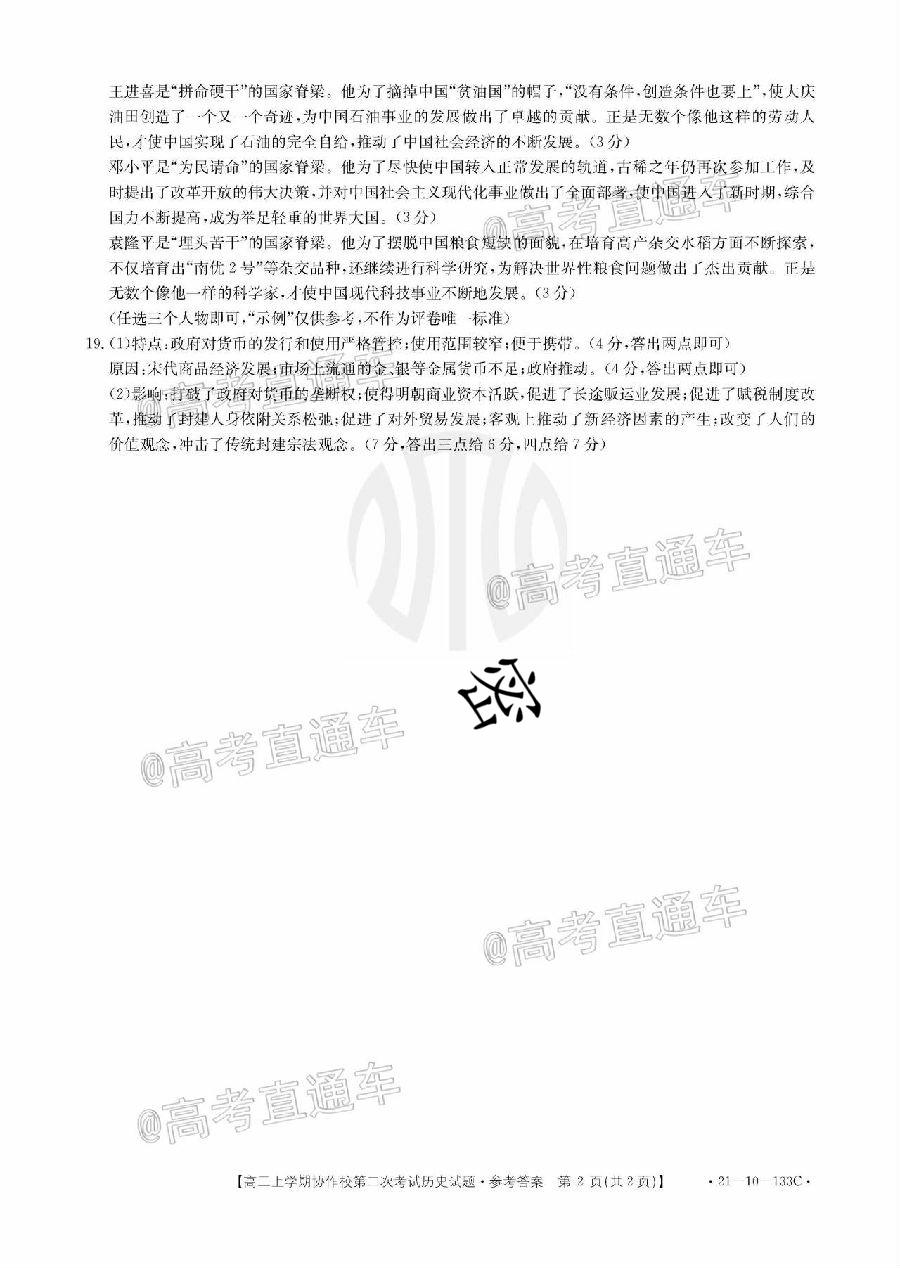 王进喜是“拼命硬干”的国家脊梁。他为了摘掉中国“贫油国”的帽子,“没有条件,创造条件也要上”,使大庆
油田创造了一个又一个奇迹,为中国石油事业的发展做出了卓越的贡献。正是无数个像他这样的劳动人
民,才使中国实现了石油的完全自给,推动了中国社会经济的不断发展。(3分)
邓小平是“为民请命”的国家脊梁。他为了尽快使中国转入正常发展的轨道,古稀之年仍再次参加工作,及
时提出了改革开放的伟大决策,并对中国社会主义现代化事业做出了全面部署,使中国进入了新时期,综合
国力不断提高,成为举足轻重的世界大国。(3分)
袁隆平是“埋头苦干”的国家脊梁。他为了摆脱中国粮食短缺的面貌,在培育高产杂交水稻方面不断探索,
不仅培育出“南优2号”等杂交品种,还继续进行科学研究,为解决世界性粮食问题做出了杰出贡献。正是
无数个像他一样的科学家,才使中国现代科技事业不断地发展。(3分)
(任选三个人物即可,“示例”仅供参考,不作为评卷唯一标准)
19.(1)特点:政府对货币的发行和使用严格管控;使用范围较窄;便于携带。(4分,答出两点即可)
原因:宋代商品经济发展;市场上流通的金、银等金属货币不足;政府推动。(4分,答出两点即可)
(2)影响:打破了政府对货币的垄断权;使得明朝商业资本活跃,促进了长途贩运业发展;促进了赋税制度改
革,推动了封建人身依附关系松弛;促进了对外贸易发展;客观上推动了新经济因素的产生;改变了人们的
价值观念,冲击了传统封建宗法观念。(7分,答出三点给6分,四点给7分)
@高考直通车
@高考直通车
@高考直通车
密
@高考直通车
@高考直通车
@高考直通车
【高二上学期协作校第二次考试历史试题·参考答案 第2页(共2页)】 ·21-10-133C·